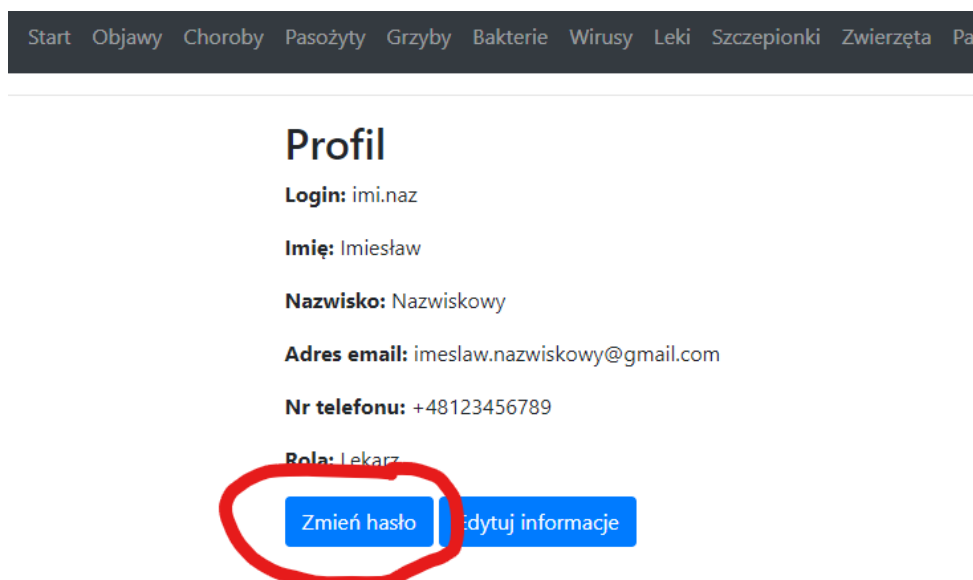 Start Objawy Choroby Pasożyty Grzyby Bakterie Wirusy Leki Szczepionki Zwierzęta
Profil
Login: imi.naz
Imię: Imiesław
Nazwisko: Nazwiskowy
Adres email: imeslaw.nazwiskowy@gmail.com
Nr telefonu: +48123456789
Rola: Lekarz
Zmień hasło Edytuj informacje